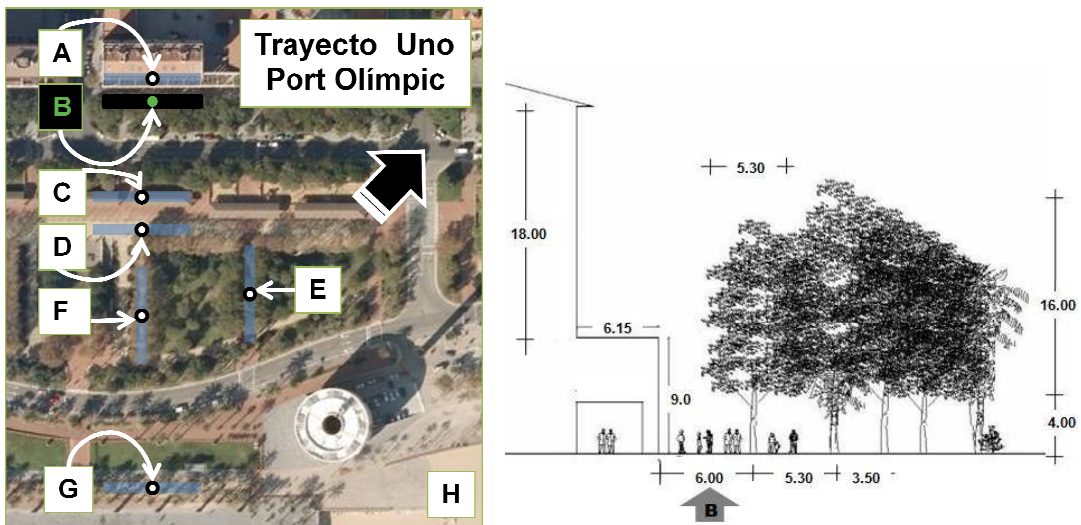 A
Trayecto Uno
Port Olímpic
B
C
D
E
F
G
H
5.30
18.00
16.00
6.15
9.0
4.00
6.00
5.30
3.50
B